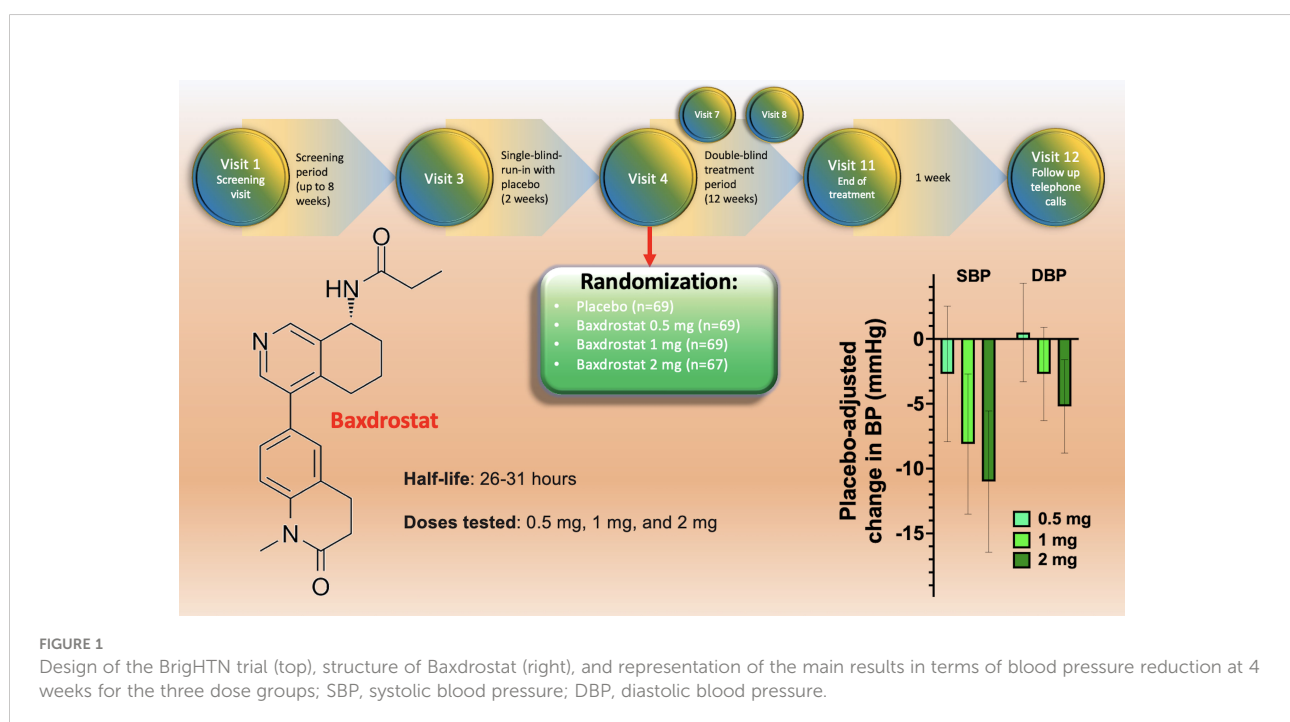 Visit 1
Screening
visit
Screening
period
(up to 8
weeks)
Visit 3
Single-blind-
run-in with
placebo
(2 weeks)
Visit 4
Visit 7
Visit 8
Double-blind
treatment
period
(12 weeks)
Visit 11
End of
treatment
1 week
Visit 12
Follow up
telephone
calls
Randomization:
• Placebo (n=69)
• Baxdrostat 0.5 mg (n=69)
• Baxdrostat 1 mg (n=69)
• Baxdrostat 2 mg (n=67)
O
HN
N
Baxdrostat
N
O
Half-life: 26-31 hours
Doses tested: 0.5 mg, 1 mg, and 2 mg
SBP DBP
Placebo-adjusted
change in BP (mmHg)
0
-5
-10
-15
0.5 mg
1 mg
2 mg
FIGURE 1
Design of the BrigHTN trial (top), structure of Baxdrostat (right), and representation of the main results in terms of blood pressure reduction at 4
weeks for the three dose groups; SBP, systolic blood pressure; DBP, diastolic blood pressure.